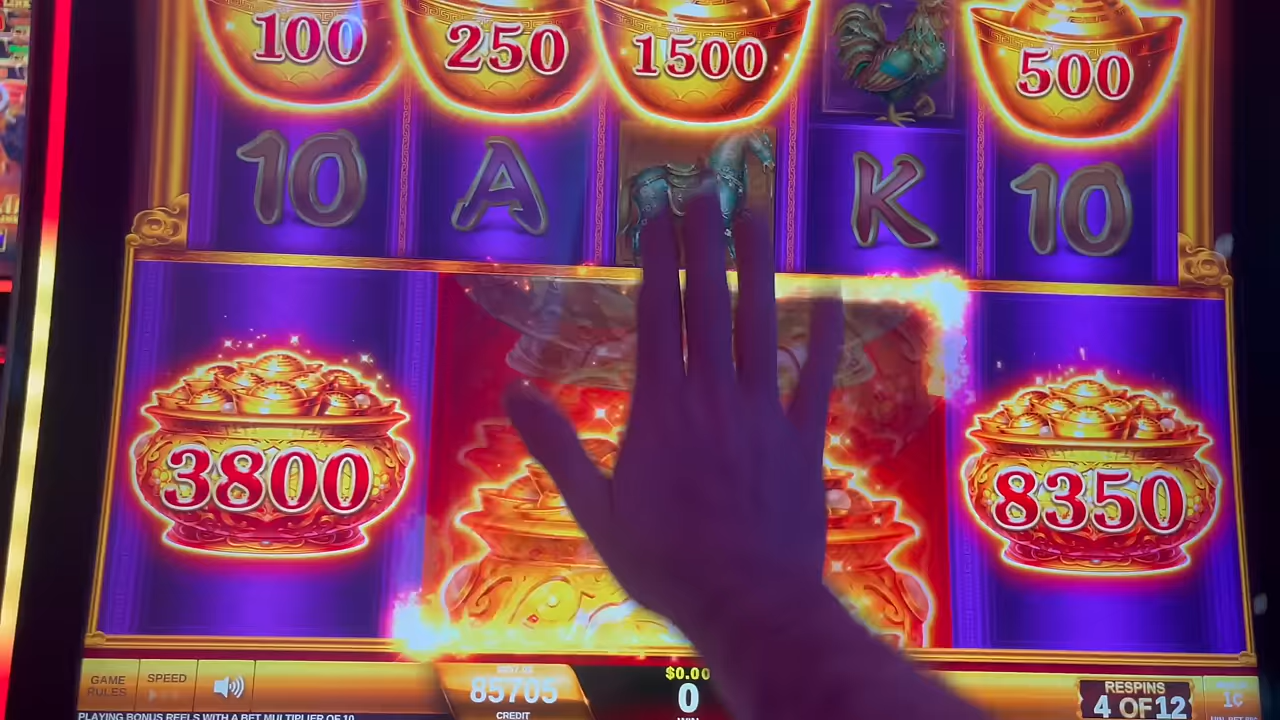 100 250 1500 500
10 A K 10
3800 8350
GAME RULES
SPEED
$0.00
85705 0
CREDIT
RESPINS
4 OF 12
1¢
PLAYING BONUS REELS WITH A BET MULTIPLIER OF 10